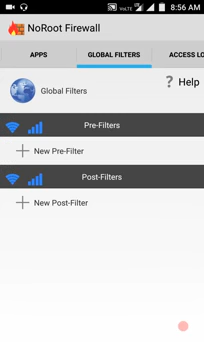 VoLTE 8:56 AM
NoRoot Firewall
APPS GLOBAL FILTERS ACCESS LO
Global Filters
? Help
Pre-Filters
New Pre-Filter
Post-Filters
New Post-Filter